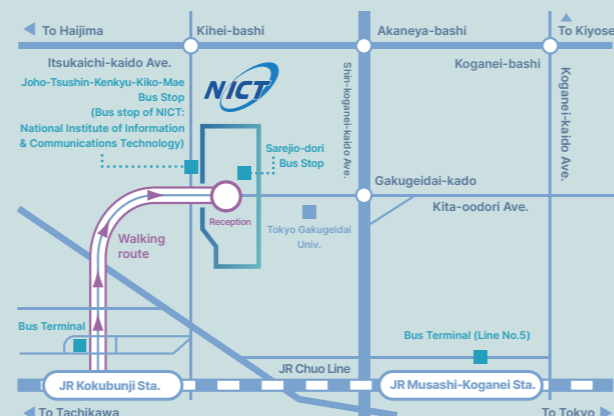 To Haijima
Kihei-bashi
Akaneya-bashi
To Kiyose
Itsukaichi-kaido Ave.
Koganei-bashi
Joho-Tsushin-Kenkyu-Kiko-Mae
Bus Stop
(Bus stop of NICT:
National Institute of Information
& Communications Technology)
NICT
Shin-koganei-kaido Ave.
Koganei-kaido Ave.
Sarejio-dori
Bus Stop
Gakugeidai-kado
Kita-oodori Ave.
Reception
Tokyo Gakugeidai
Univ.
Walking
route
Bus Terminal
Bus Terminal (Line No.5)
JR Chuo Line
JR Kokubunji Sta.
JR Musashi-Koganei Sta.
To Tachikawa
To Tokyo